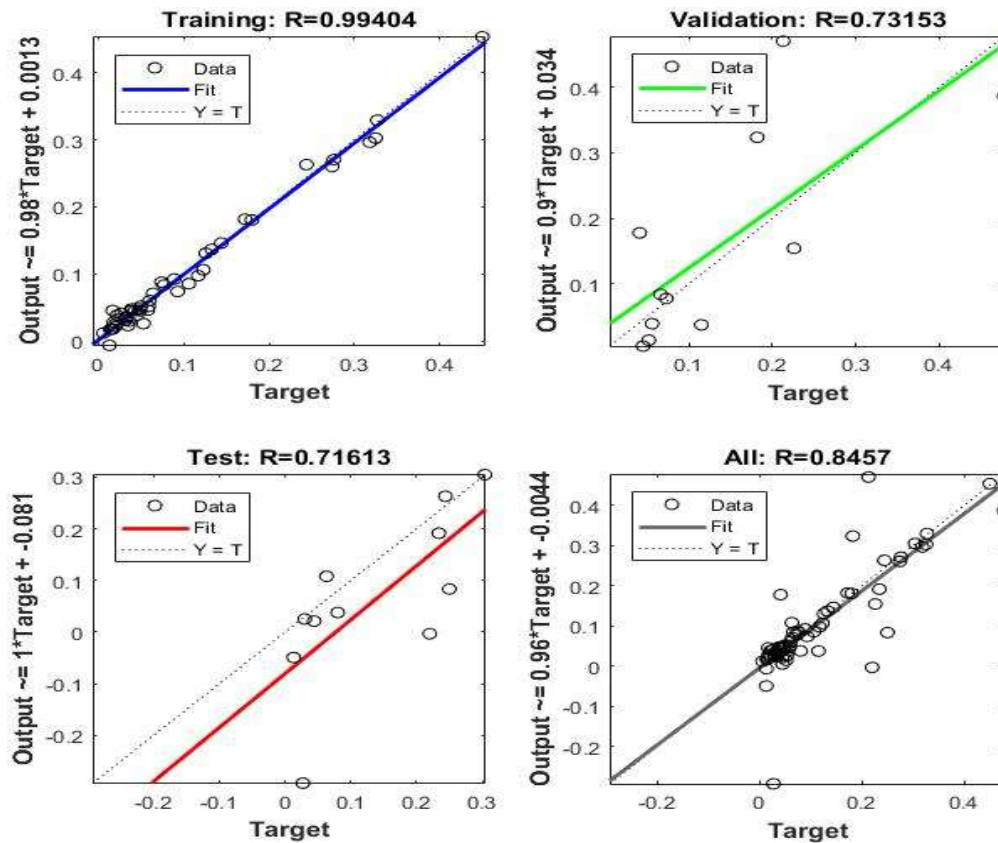 Training: R=0.99404
Output ~= 0.98*Target + 0.0013
0.4
0.3
0.2
0.1
0
Data
Fit
Y = T
0
0.1
0.2
0.3
0.4
Target
Validation: R=0.73153
Output ~= 0.9*Target + 0.034
0.4
0.3
0.2
0.1
Data
Fit
Y = T
0.1
0.2
0.3
0.4
Target
Test: R=0.71613
Output ~= 1*Target + -0.081
0.3
0.2
0.1
0
-0.1
-0.2
Data
Fit
Y = T
-0.2
-0.1
0
0.1
0.2
0.3
Target
All: R=0.8457
Output ~= 0.96*Target + -0.0044
0.4
0.3
0.2
0.1
0
-0.1
-0.2
Data
Fit
Y = T
-0.2
0
0.2
0.4
Target